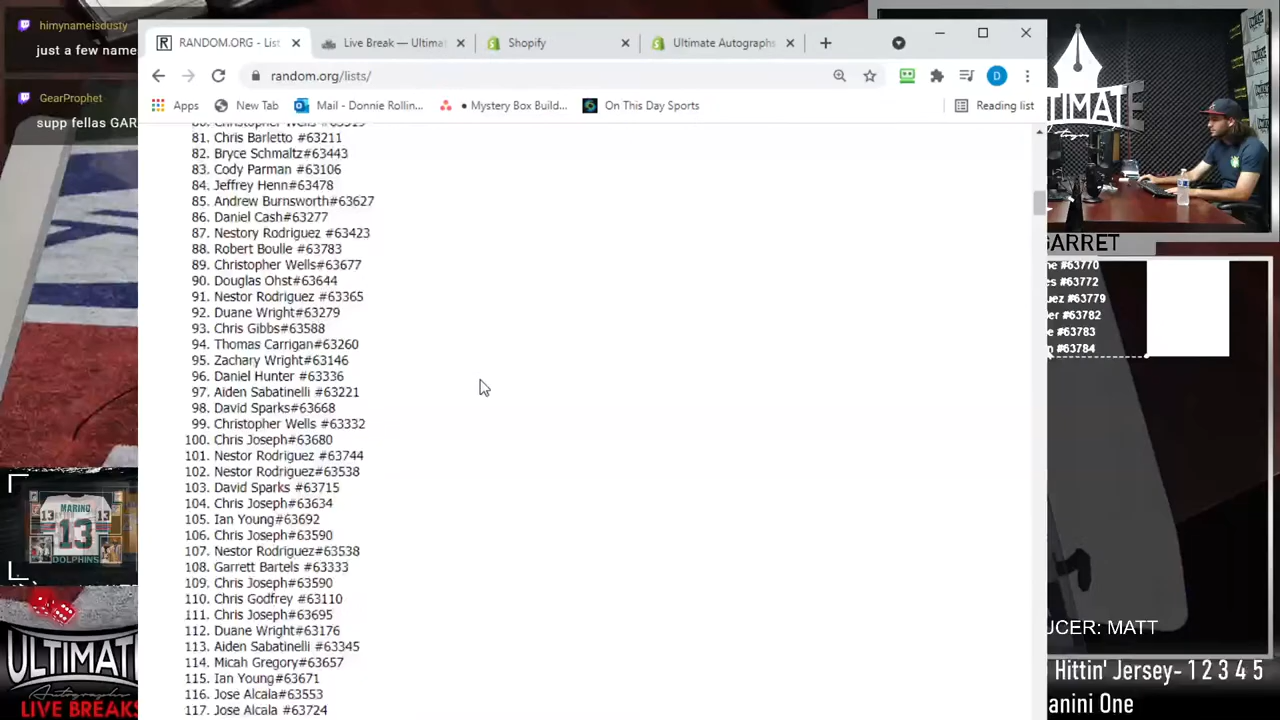 himynameisdusty
just a few name
GearProphet
supp fellas GAR
RANDOM.ORG - List
Live Break — Ultima
Shopify
Ultimate Autographs
random.org/lists/
Apps
New Tab
Mail - Donnie Rollin...
• Mystery Box Build...
On This Day Sports
Reading list
81. Chris Barletto #63211
82. Bryce Schmaltz#63443
83. Cody Parman #63106
84. Jeffrey Henn#63478
85. Andrew Burnsworth#63627
86. Daniel Cash#63277
87. Nestory Rodriguez #63423
88. Robert Boulle #63783
89. Christopher Wells#63677
90. Douglas Ohst#63644
91. Nestor Rodriguez #63365
92. Duane Wright#63279
93. Chris Gibbs#63588
94. Thomas Carrigan#63260
95. Zachary Wright#63146
96. Daniel Hunter #63336
97. Aiden Sabatinelli #63221
98. David Sparks#63668
99. Christopher Wells #63332
100. Chris Joseph#63680
101. Nestor Rodriguez #63744
102. Nestor Rodriguez#63538
103. David Sparks #63715
104. Chris Joseph#63634
105. Ian Young#63692
106. Chris Joseph#63590
107. Nestor Rodriguez#63538
108. Garrett Bartels #63333
109. Chris Joseph#63590
110. Chris Godfrey #63110
111. Chris Joseph#63695
112. Duane Wright#63176
113. Aiden Sabatinelli #63345
114. Micah Gregory#63657
115. Ian Young#63671
116. Jose Alcala#63553
117. Jose Alcala #63724
TIMATE
GARRET
ne #63770
es #63772
uez #63779
der #63782
e #63783
n #63784
UCER: MATT
Hittin' Jersey- 1 2 3 4 5
anini One
MARINO
13
13
13
DOLPHINS
ULTIMAT
Autographs
LIVE BREAKS